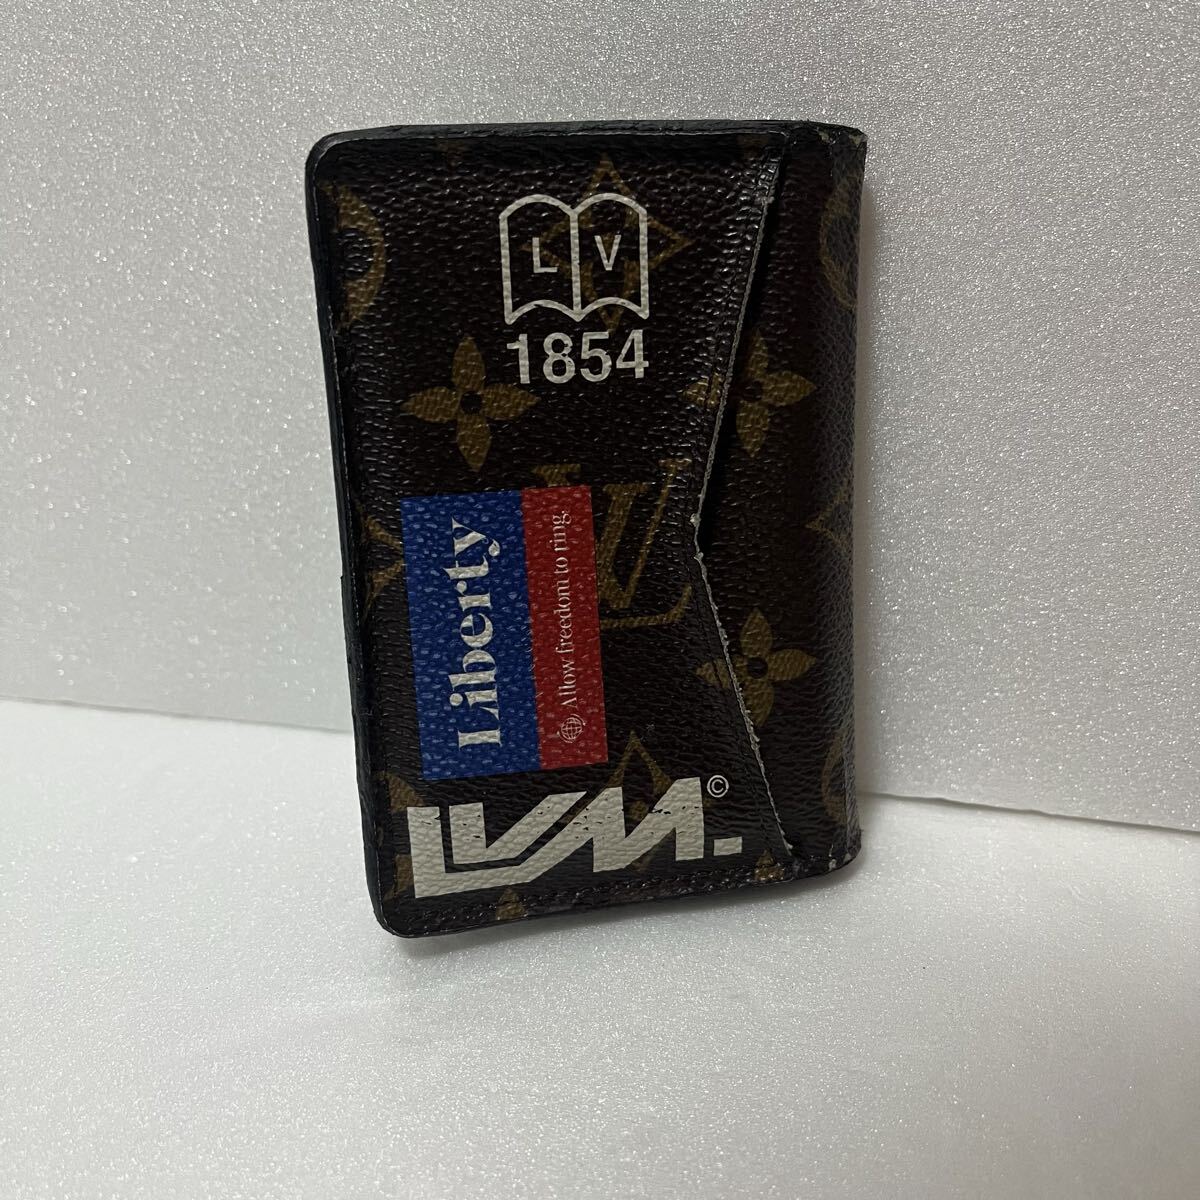 L V
1854
LV
Liberty
Allow freedom to ring.
LVM.©